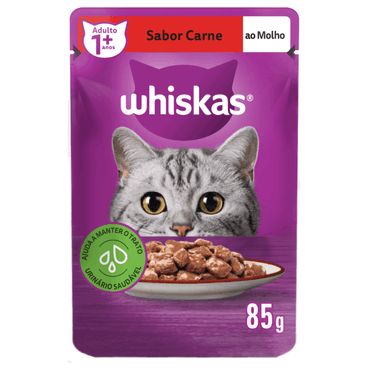 Adulto
1+
anos
Sabor Carne
ao Molho
whiskas®
AJUDA A MANTER O TRATO
URINÁRIO SAUDÁVEL
85g